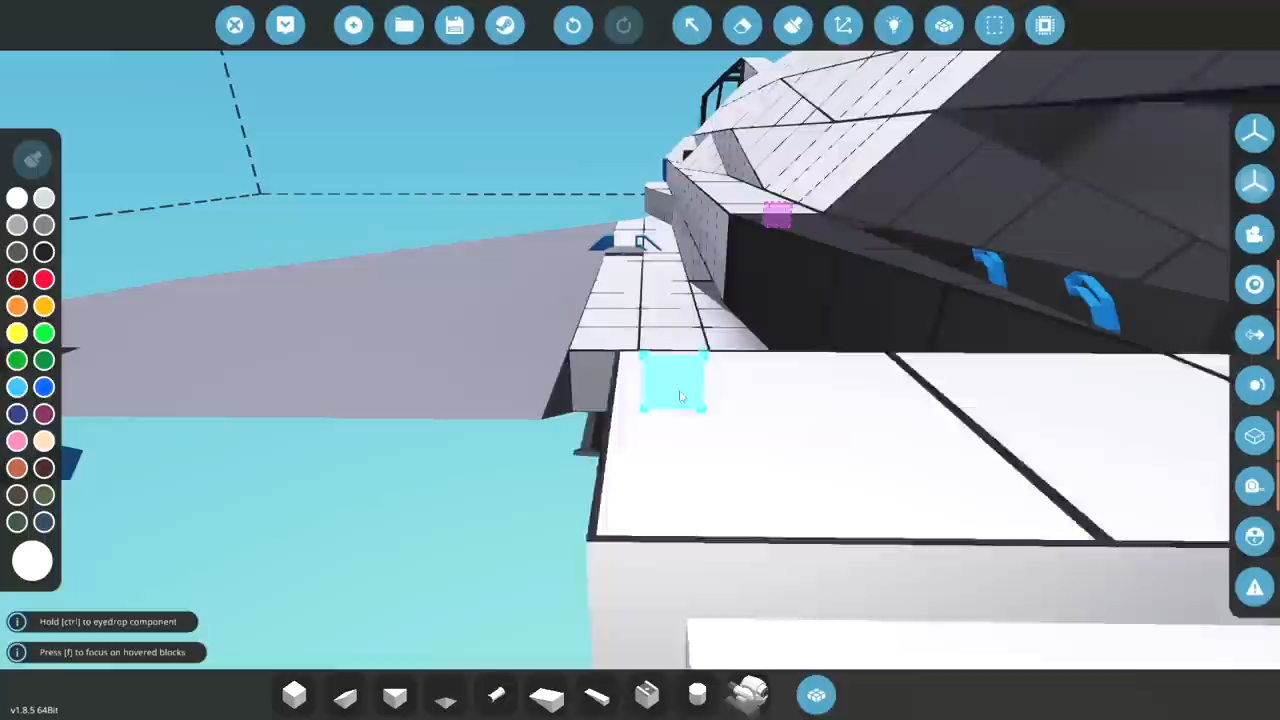 Hold [ctrl] to eyedrop component
Press [f] to focus on hovered blocks
v1.8.5 64Bit